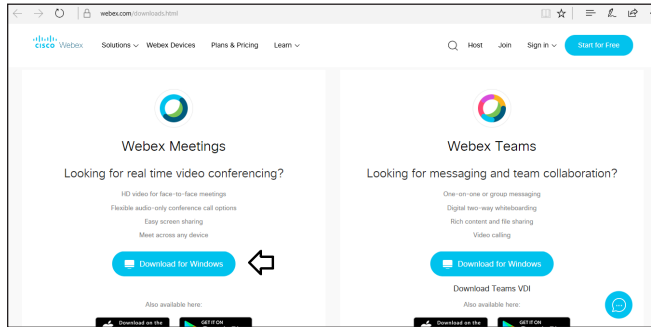 webex.com/downloads.html
CISCO Webex Solutions Webex Devices Plans & Pricing Learn Host Join Sign in Start for Free
Webex Meetings
Looking for real time video conferencing?
HD video for face-to-face meetings
Flexible audio-only conference call options
Easy screen sharing
Meet across any device
Download for Windows
Also available here:
Download on the
GET IT ON
Webex Teams
Looking for messaging and team collaboration?
One-on-one or group messaging
Digital two-way whiteboarding
Rich content and file sharing
Video calling
Download for Windows
Download Teams VDI
Also available here:
Download on the
GET IT ON